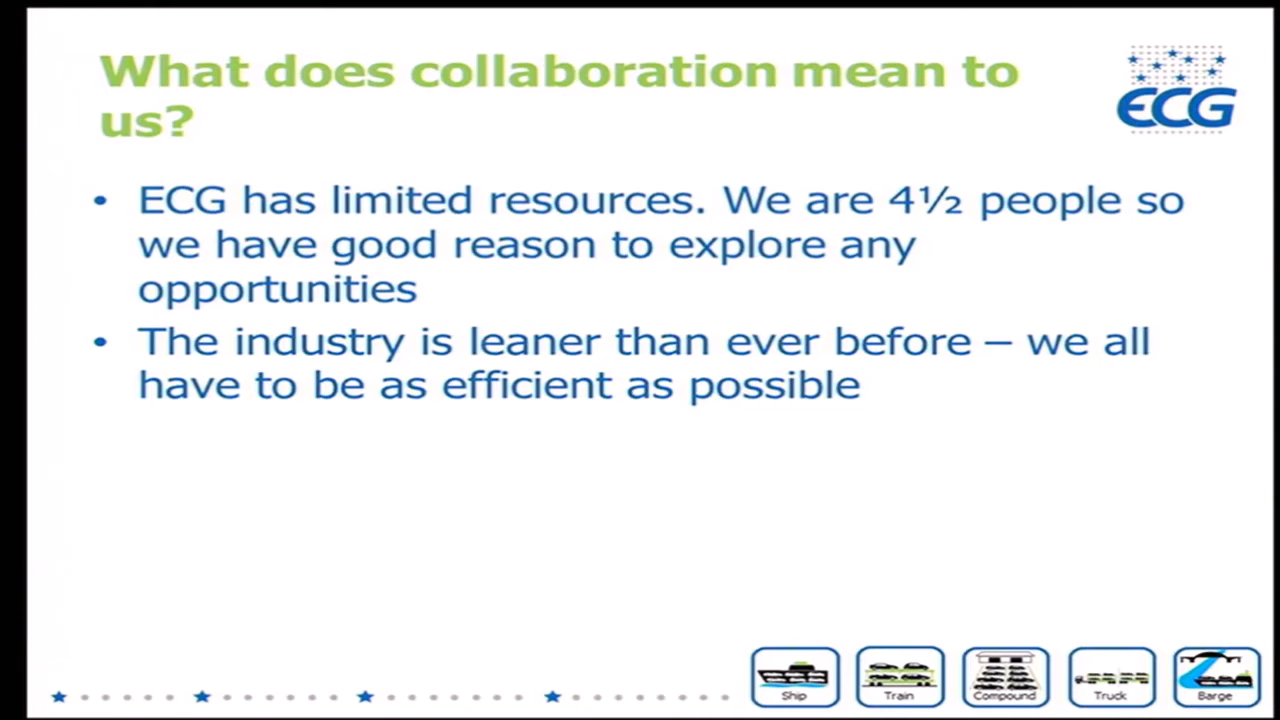 What does collaboration mean to
us?
ECG
• ECG has limited resources. We are 4½ people so
we have good reason to explore any
opportunities
• The industry is leaner than ever before – we all
have to be as efficient as possible
Ship
Train
Compound
Truck
Barge